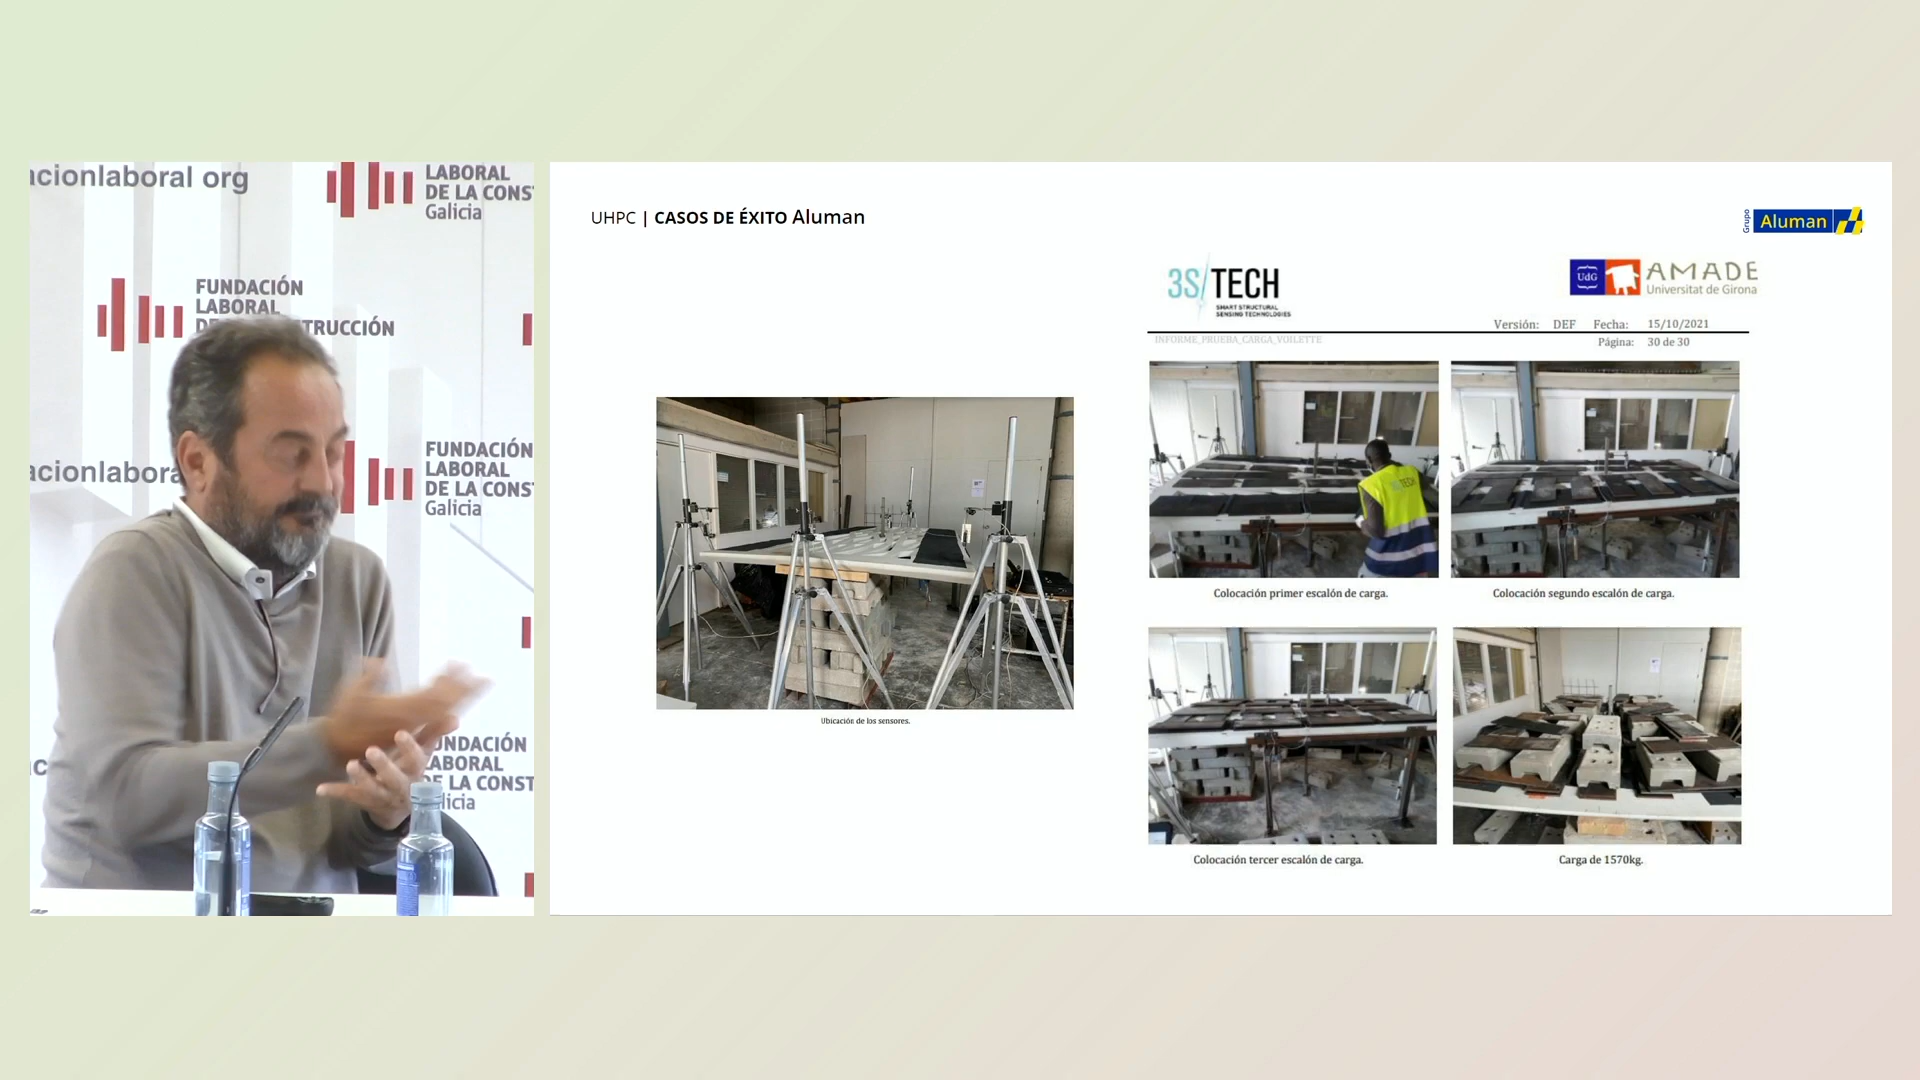 acionlaboral org
LABORAL
DE LA CONS
Galicia
FUNDACIÓN
LABORAL
TRUCCIÓN
FUNDACIÓN
LABORAL
DE LA CONS
Galicia
acionlabora
UNDACIÓN
ABORAL
LA CONST
licia
UHPC | CASOS DE ÉXITO Aluman
Grupo Aluman
3S/TECH
SMART STRUCTURAL
SENSING TECHNOLOGIES
UdG AMADE
Universitat de Girona
Versión: DEF Fecha: 15/10/2021
Página: 30 de 30
INFORME_PRUEBA_CARGA_VOILETTE
Ubicación de los sensores.
Colocación primer escalón de carga.
Colocación segundo escalón de carga.
Colocación tercer escalón de carga.
Carga de 1570kg.